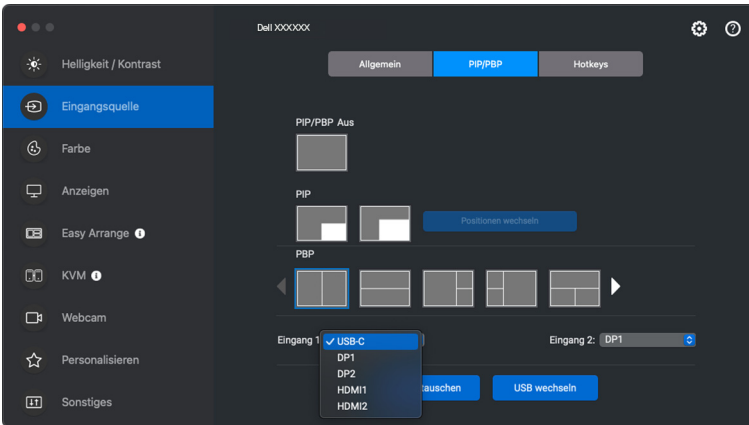 Dell XXXXXX
Helligkeit / Kontrast
Eingangsquelle
Farbe
Anzeigen
Easy Arrange
KVM
Webcam
Personalisieren
Sonstiges
Allgemein PIP/PBP Hotkeys
PIP/PBP Aus
PIP
Positionen wechseln
PBP
Eingang 1
USB-C
DP1
DP2
HDMI1
HDMI2
Eingang 2: DP1
USB wechseln